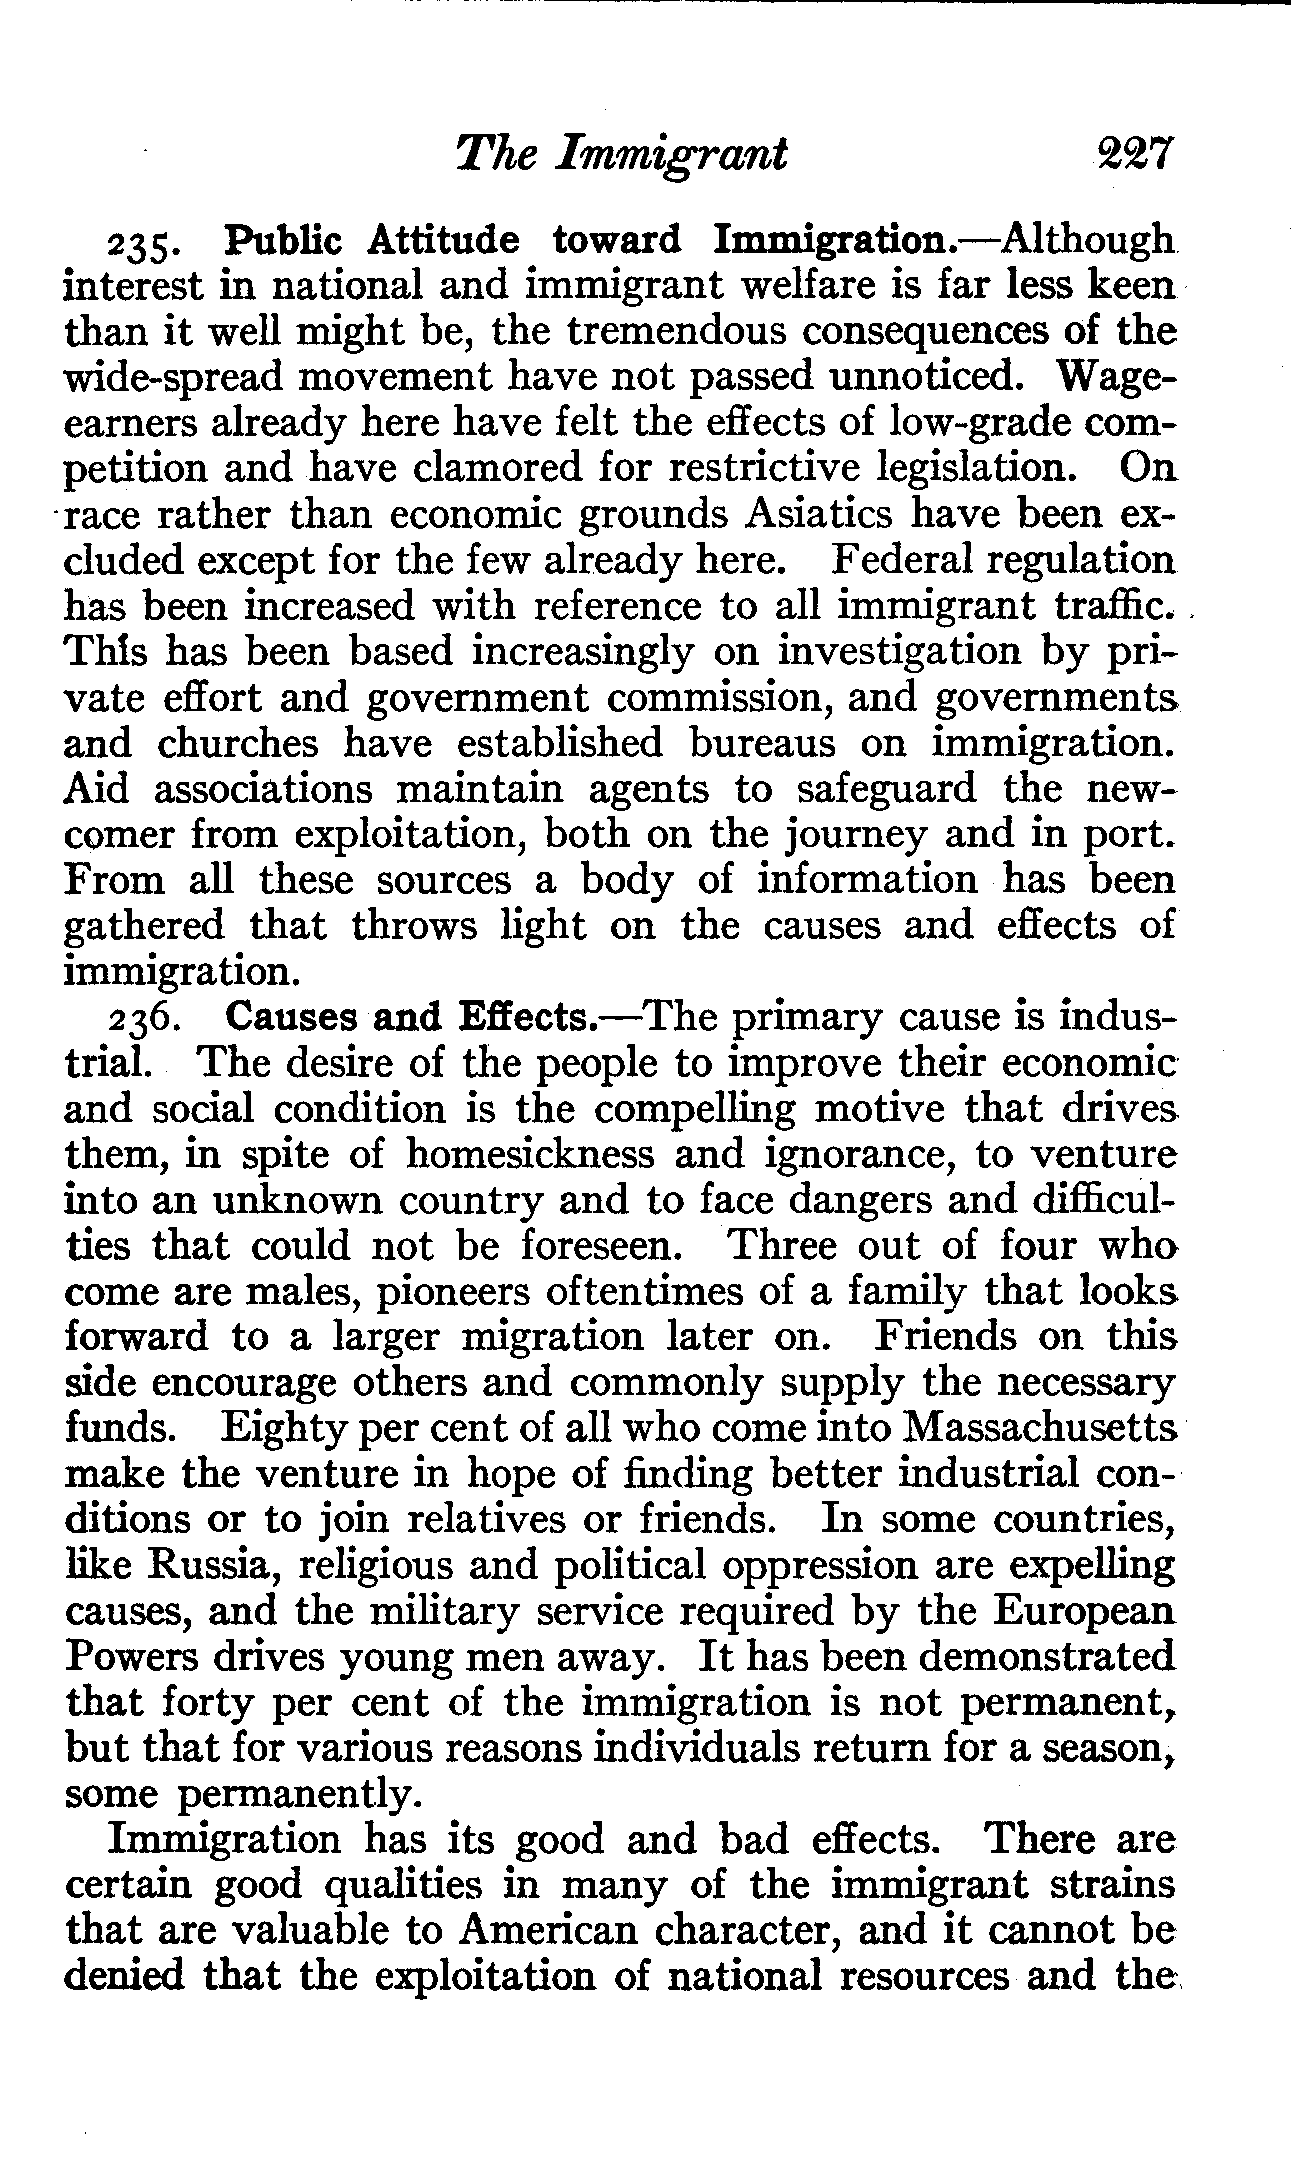 The Immigrant 227
235. Public Attitude toward Immigration.—Although
interest in national and immigrant welfare is far less keen
than it well might be, the tremendous consequences of the
wide-spread movement have not passed unnoticed. Wage-
earners already here have felt the effects of low-grade com-
petition and have clamored for restrictive legislation. On
race rather than economic grounds Asiatics have been ex-
cluded except for the few already here. Federal regulation
has been increased with reference to all immigrant traffic.
This has been based increasingly on investigation by pri-
vate effort and government commission, and governments
and churches have established bureaus on immigration.
Aid associations maintain agents to safeguard the new-
comer from exploitation, both on the journey and in port.
From all these sources a body of information has been
gathered that throws light on the causes and effects of
immigration.
236. Causes and Effects.—The primary cause is indus-
trial. The desire of the people to improve their economic
and social condition is the compelling motive that drives
them, in spite of homesickness and ignorance, to venture
into an unknown country and to face dangers and difficul-
ties that could not be foreseen. Three out of four who
come are males, pioneers oftentimes of a family that looks
forward to a larger migration later on. Friends on this
side encourage others and commonly supply the necessary
funds. Eighty per cent of all who come into Massachusetts
make the venture in hope of finding better industrial con-
ditions or to join relatives or friends. In some countries,
like Russia, religious and political oppression are expelling
causes, and the military service required by the European
Powers drives young men away. It has been demonstrated
that forty per cent of the immigration is not permanent,
but that for various reasons individuals return for a season,
some permanently.
Immigration has its good and bad effects. There are
certain good qualities in many of the immigrant strains
that are valuable to American character, and it cannot be
denied that the exploitation of national resources and the